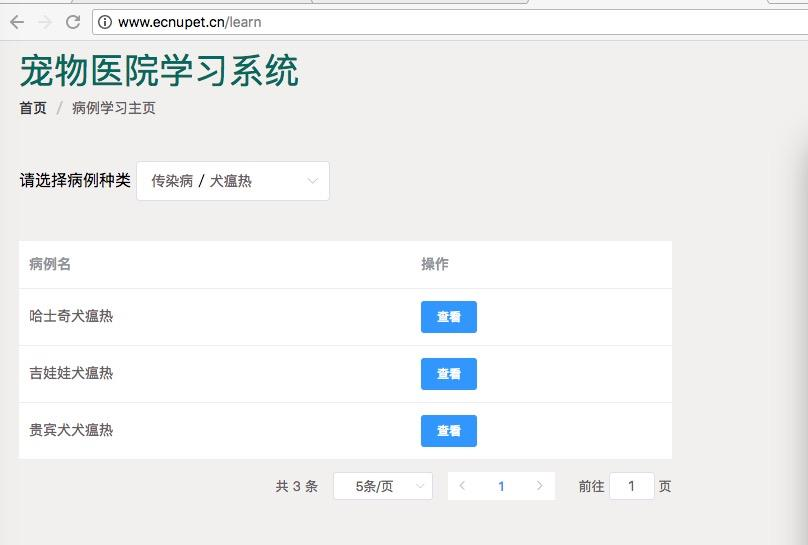 www.ecnupet.cn/learn
宠物医院学习系统
首页 / 病例学习主页
请选择病例种类 传染病 / 犬瘟热
病例名 操作
哈士奇犬瘟热 查看
吉娃娃犬瘟热 查看
贵宾犬犬瘟热 查看
共 3 条 5条/页 1 前往 1 页